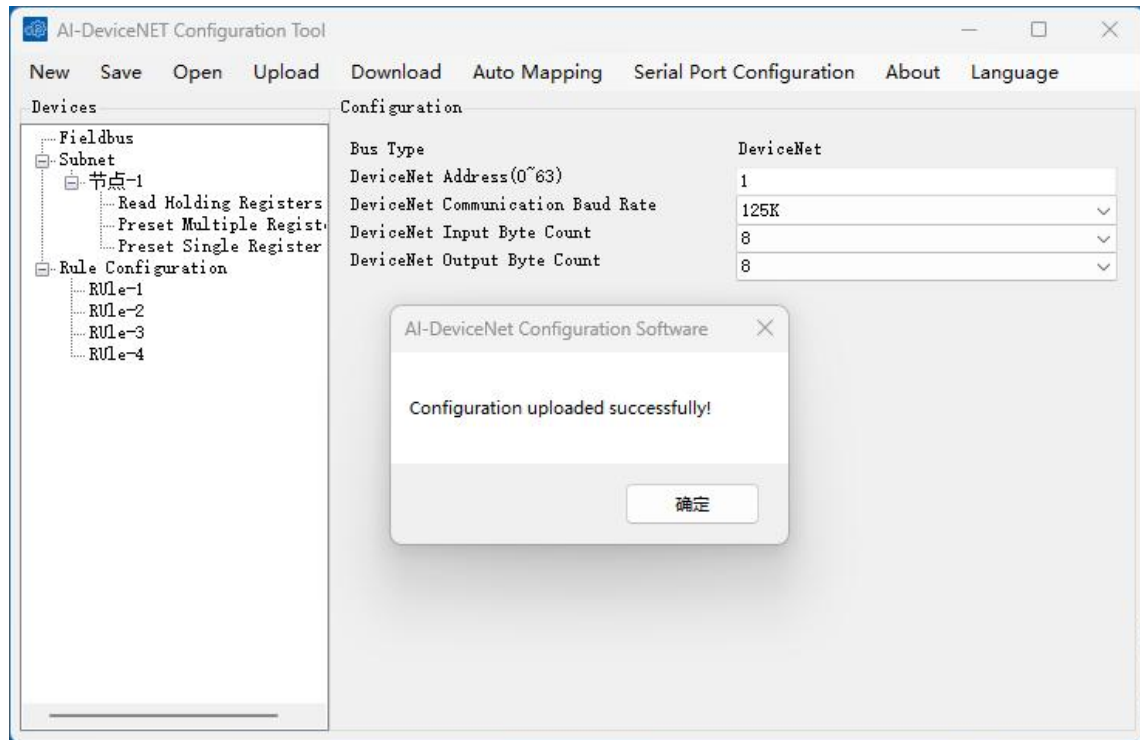 AI-DeviceNET Configuration Tool
New Save Open Upload Download Auto Mapping Serial Port Configuration About Language
Devices
Fieldbus
Subnet
节点-1
Read Holding Registers
Preset Multiple Regist
Preset Single Register
Rule Configuration
RUle-1
RUle-2
RUle-3
RUle-4
Configuration
Bus Type DeviceNet
DeviceNet Address(0~63) 1
DeviceNet Communication Baud Rate 125K
DeviceNet Input Byte Count 8
DeviceNet Output Byte Count 8
AI-DeviceNet Configuration Software
Configuration uploaded successfully!
确定